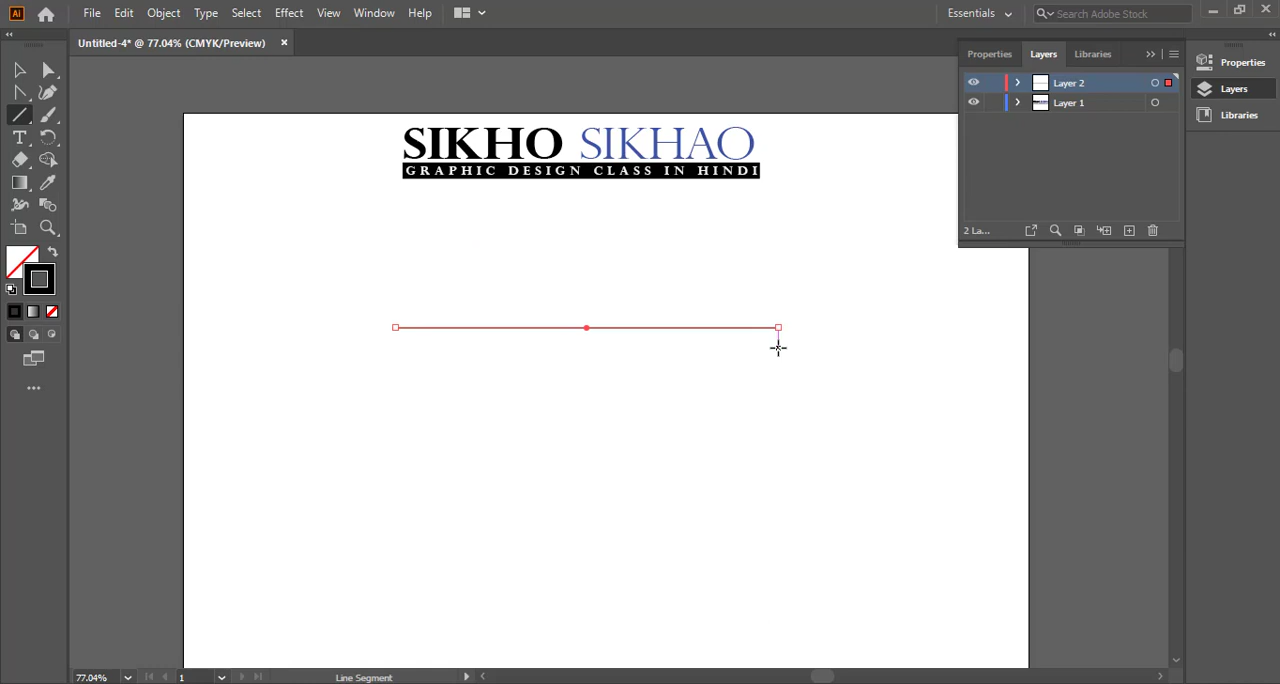 Ai File Edit Object Type Select Effect View Window Help Essentials Search Adobe Stock
Untitled-4* @ 77.04% (CMYK/Preview)
Properties Layers Libraries
Layer 2
Layer 1
2 La...
Properties
Layers
Libraries
SIKHO SIKHAO
GRAPHIC DESIGN CLASS IN HINDI
T
77.04% 1 Line Segment